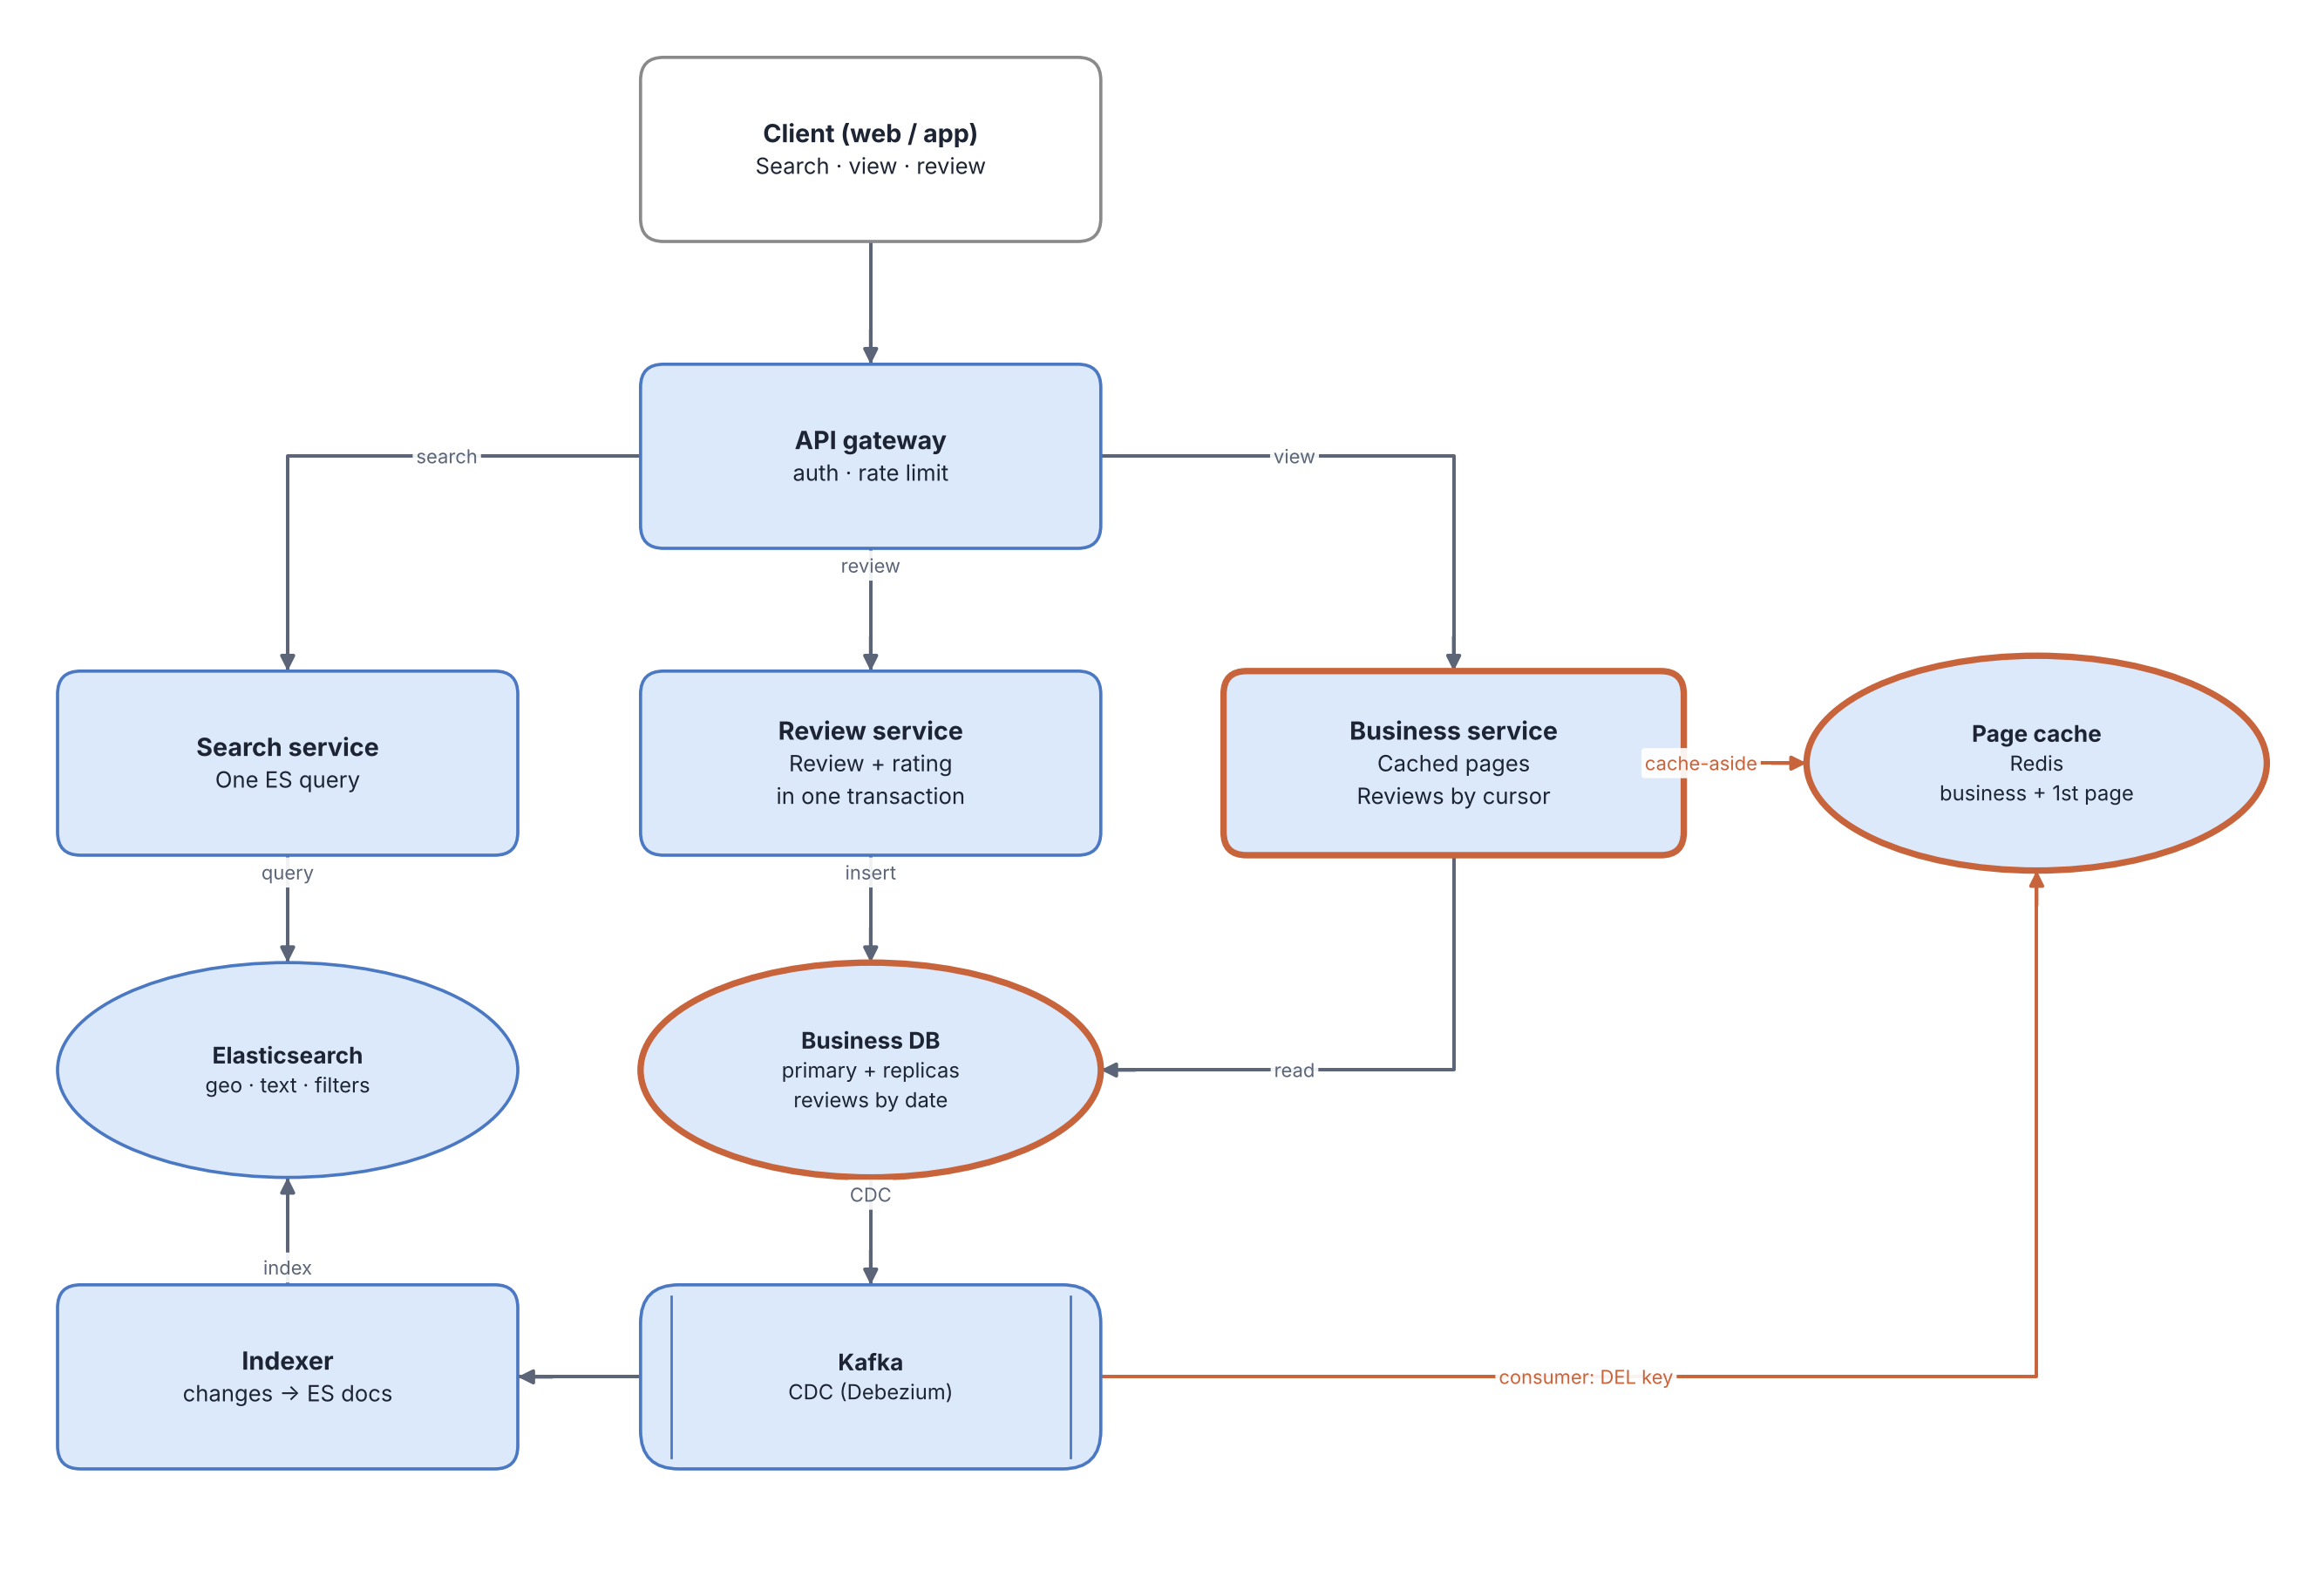 Client (web / app)
Search · view · review
API gateway
auth · rate limit
search
view
review
Search service
One ES query
Review service
Review + rating
in one transaction
Business service
Cached pages
Reviews by cursor
cache-aside
Page cache
Redis
business + 1st page
query
insert
Elasticsearch
geo · text · filters
Business DB
primary + replicas
reviews by date
read
CDC
index
Indexer
changes → ES docs
Kafka
CDC (Debezium)
consumer: DEL key